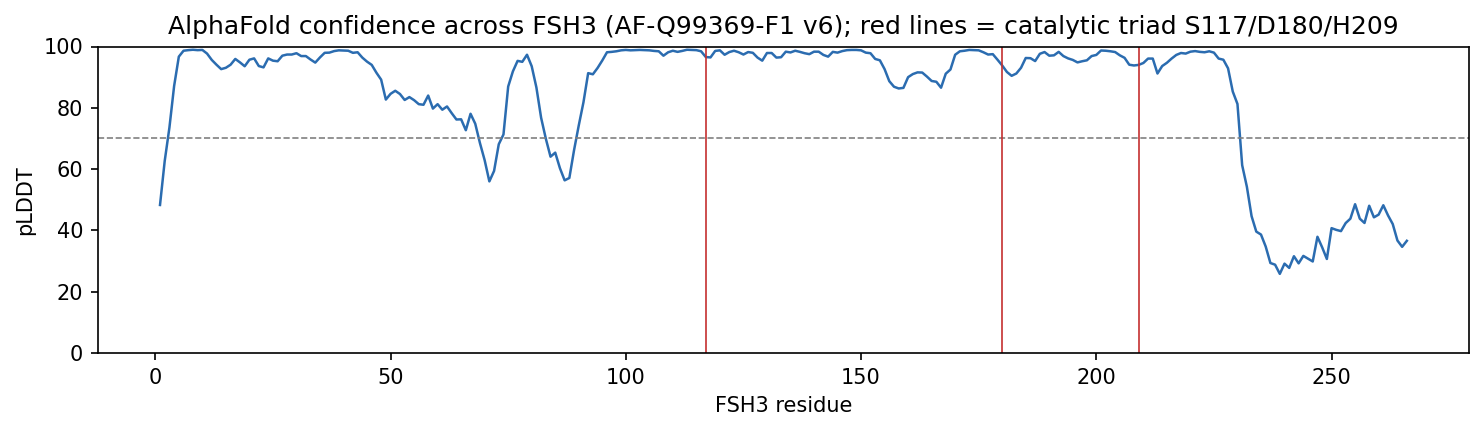 AlphaFold confidence across FSH3 (AF-Q99369-F1 v6); red lines = catalytic triad S117/D180/H209
100
80
60
40
20
0
pLDDT
0 50 100 150 200 250
FSH3 residue